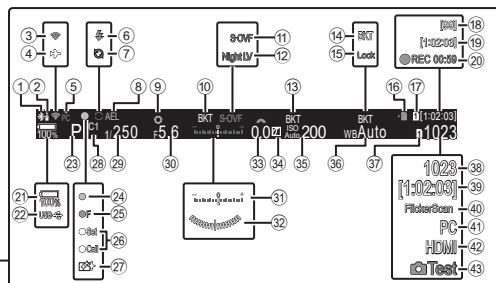 ③ ④ ⑥ ⑦
S-OVF ⑪
Night LV ⑫
⑭ BKT
⑮ Lock
[99] ⑱
[1:02:03] ⑲
REC 00:59 ⑳
① ② ⑤ ⑧ ⑨ ⑩ ⑬ ⑯ ⑰
PC AEL BKT S-OVF BKT BKT 1 [1:02:03]
100% P C1 1/250 F5.6 0.0 ISO Auto 200 WB Auto 1023
㉓ ㉘ ㉙ ㉚ ㉝ ㉞ ㉟ ㊱ ㊲
㉑ 100%
㉒ USB
㉔
F ㉕
Set
Call ㉖
㉗
㉛
㉜
1023 ㊳
[1:02:03] ㊴
FlickerScan ㊵
PC ㊶
HDMI ㊷
Test ㊸